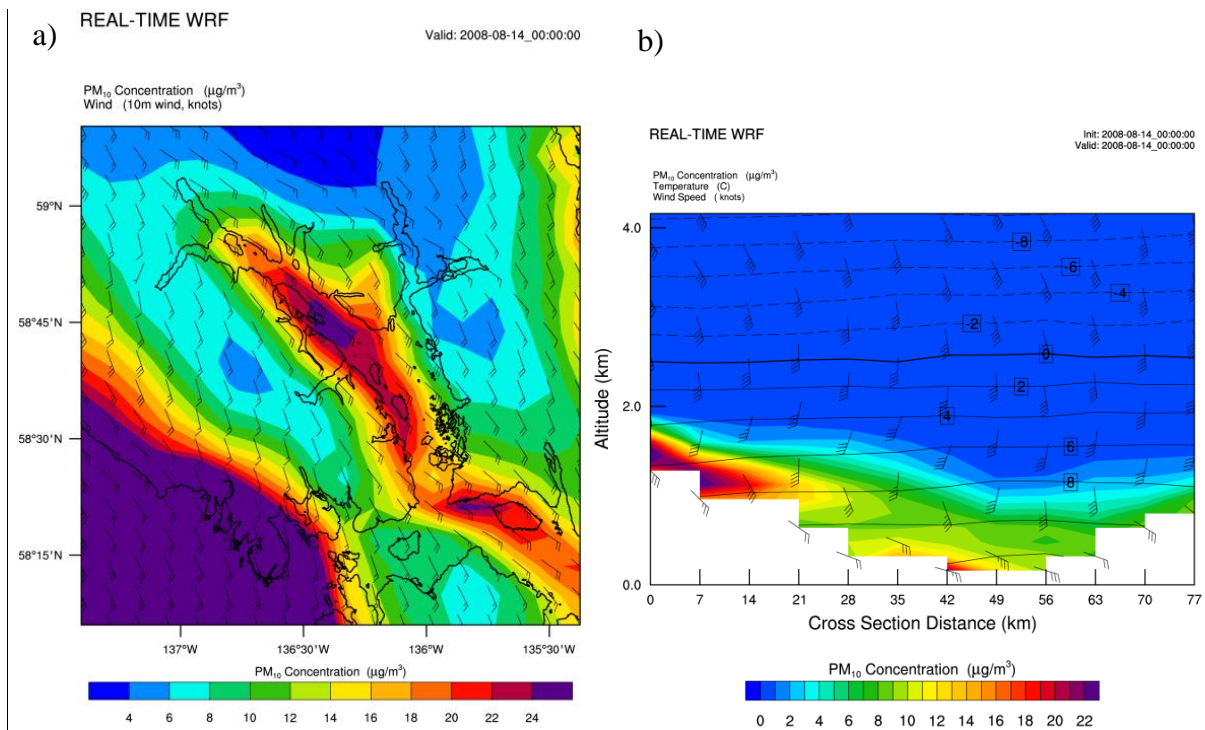 a)
REAL-TIME WRF
Valid: 2008-08-14_00:00:00
PM₁₀ Concentration (μg/m³)
Wind (10m wind, knots)
59°N
58°45'N
58°30'N
58°15'N
137°W 136°30'W 136°W 135°30'W
PM₁₀ Concentration (μg/m³)
4 6 8 10 12 14 16 18 20 22 24
b)
REAL-TIME WRF
Init: 2008-08-14_00:00:00
Valid: 2008-08-14_00:00:00
PM₁₀ Concentration (μg/m³)
Temperature (C)
Wind Speed (knots)
Altitude (km)
4.0
2.0
0.0
-8
-6
-4
-2
0
2
4
6
8
0 7 14 21 28 35 42 49 56 63 70 77
Cross Section Distance (km)
PM₁₀ Concentration (μg/m³)
0 2 4 6 8 10 12 14 16 18 20 22